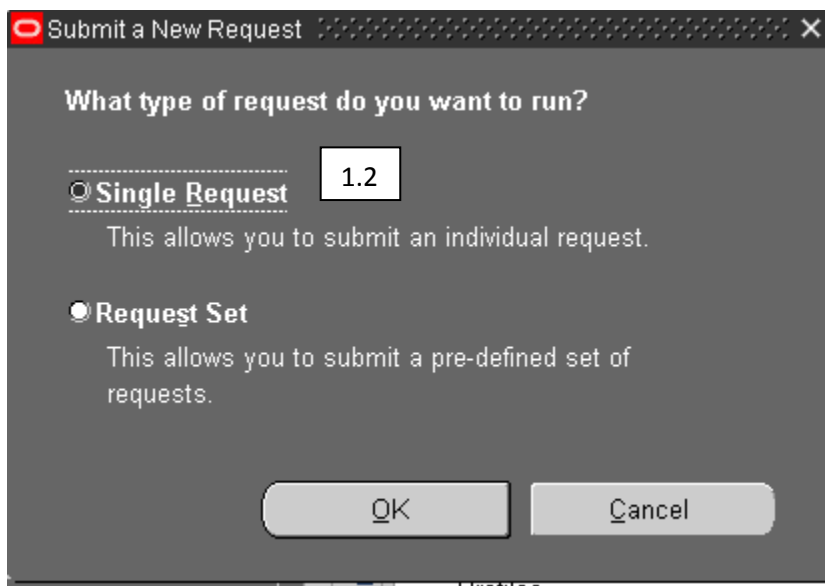 Submit a New Request
What type of request do you want to run?
Single Request
1.2
This allows you to submit an individual request.
Request Set
This allows you to submit a pre-defined set of
requests.
OK
Cancel